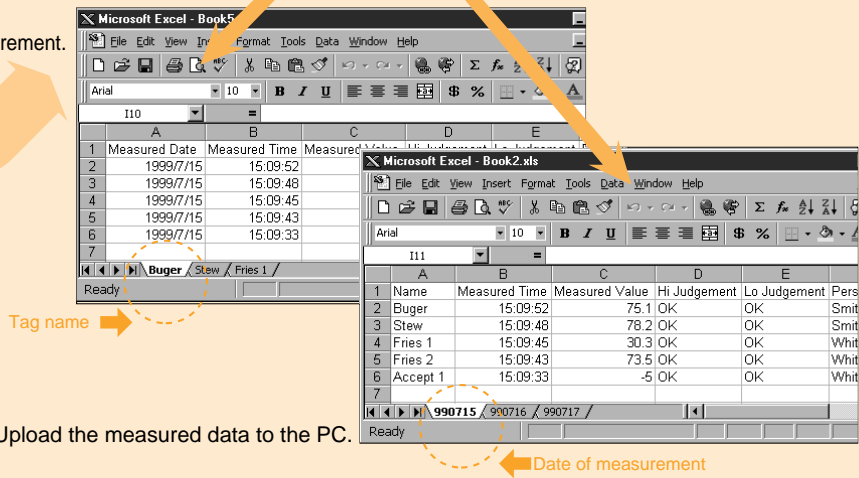 rement.
Microsoft Excel - Book5
File Edit View Format Tools Data Window Help
Arial 10 B I U $ %
I10 =
A B C D E
1 Measured Date Measured Time Measured Hi Judgement Lo Judgement
2 1999/7/15 15:09:52
3 1999/7/15 15:09:48
4 1999/7/15 15:09:45
5 1999/7/15 15:09:43
6 1999/7/15 15:09:33
7
Buger Stew Fries 1
Ready
Tag name
Microsoft Excel - Book2.xls
File Edit View Insert Format Tools Data Window Help
Arial 10 B I U $ %
I11 =
A B C D E
1 Name Measured Time Measured Value Hi Judgement Lo Judgement Pers
2 Buger 15:09:52 75.1 OK OK Smit
3 Stew 15:09:48 78.2 OK OK Smit
4 Fries 1 15:09:45 30.3 OK OK Whit
5 Fries 2 15:09:43 73.5 OK OK Whit
6 Accept 1 15:09:33 -5 OK OK Whit
7
990715 990716 990717
Ready
Upload the measured data to the PC.
Date of measurement